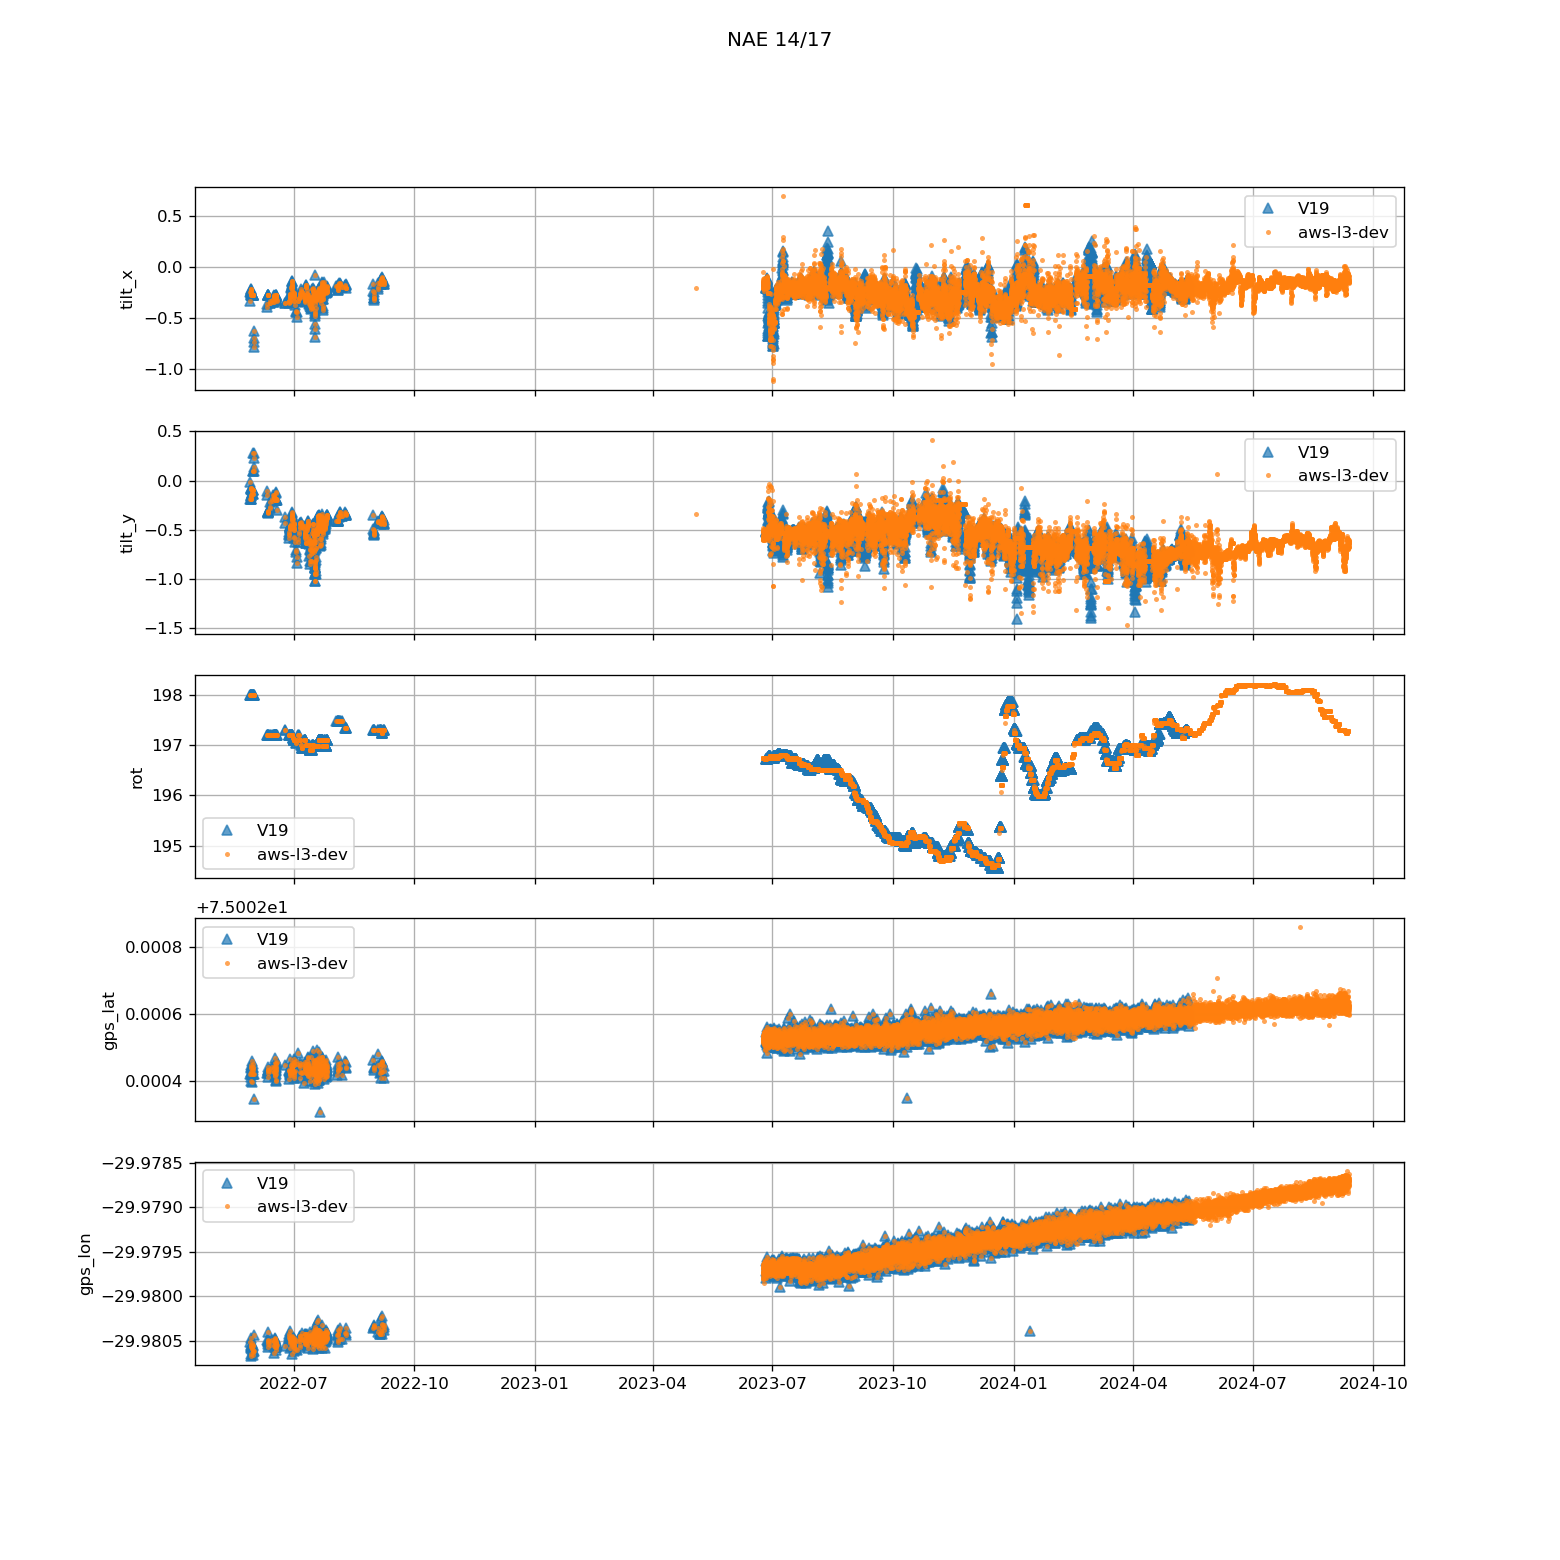 NAE 14/17
0.5
0.0
−0.5
−1.0
tilt_x
V19
aws-l3-dev
0.5
0.0
−0.5
−1.0
−1.5
tilt_y
V19
aws-l3-dev
198
197
196
195
rot
V19
aws-l3-dev
+7.5002e1
0.0008
0.0006
0.0004
gps_lat
V19
aws-l3-dev
−29.9785
−29.9790
−29.9795
−29.9800
−29.9805
gps_lon
V19
aws-l3-dev
2022-07 2022-10 2023-01 2023-04 2023-07 2023-10 2024-01 2024-04 2024-07 2024-10